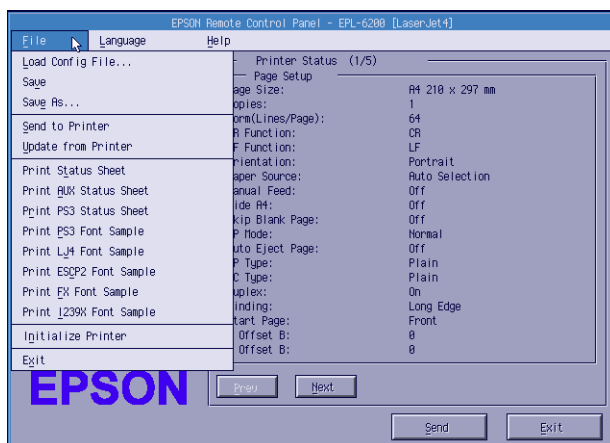 EPSON Remote Control Panel - EPL-6200 [LaserJet4]
File Language Help
Load Config File...
Save
Save As...
Send to Printer
Update from Printer
Print Status Sheet
Print AUX Status Sheet
Print PS3 Status Sheet
Print PS3 Font Sample
Print LJ4 Font Sample
Print ESCP2 Font Sample
Print FX Font Sample
Print I239X Font Sample
Initialize Printer
Exit
Printer Status (1/5)
Page Setup
age Size: A4 210 x 297 mm
opies: 1
orm(Lines/Page): 64
R Function: CR
F Function: LF
rientation: Portrait
aper Source: Auto Selection
anual Feed: Off
ide A4: Off
kip Blank Page: Off
P Mode: Normal
uto Eject Page: Off
P Type: Plain
C Type: Plain
uplex: On
inding: Long Edge
tart Page: Front
Offset B: 0
Offset B: 0
EPSON
Prev Next
Send Exit